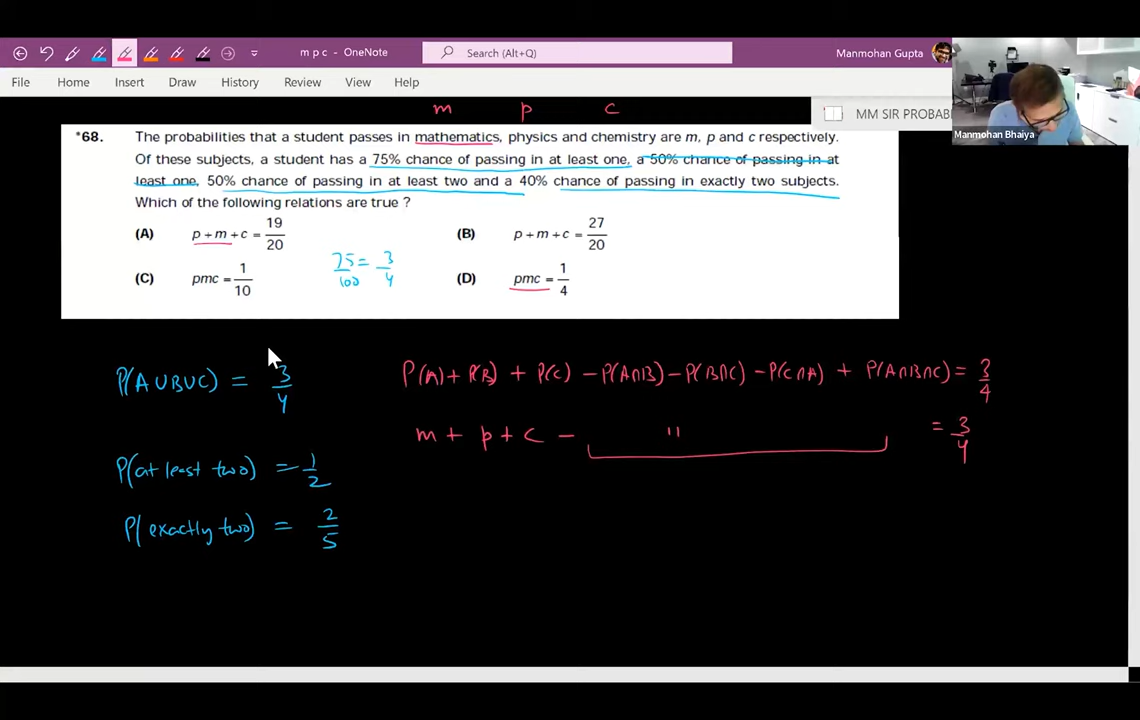 m p c - OneNote
Search (Alt+Q)
Manmohan Gupta
File Home Insert Draw History Review View Help
MM SIR PROBAB
Manmohan Bhaiya
m p c
*68. The probabilities that a student passes in mathematics, physics and chemistry are m, p and c respectively.
Of these subjects, a student has a 75% chance of passing in at least one, a 50% chance of passing in at
least one, 50% chance of passing in at least two and a 40% chance of passing in exactly two subjects.
Which of the following relations are true ?
(A) p + m + c = 19/20 (B) p + m + c = 27/20
(C) pmc = 1/10 (D) pmc = 1/4
75/100 = 3/4
P(A∪B∪C) = 3/4
P(A) + P(B) + P(C) − P(A∩B) − P(B∩C) − P(C∩A) + P(A∩B∩C) = 3/4
m + p + c − " = 3/4
P(at least two) = 1/2
P(exactly two) = 2/5